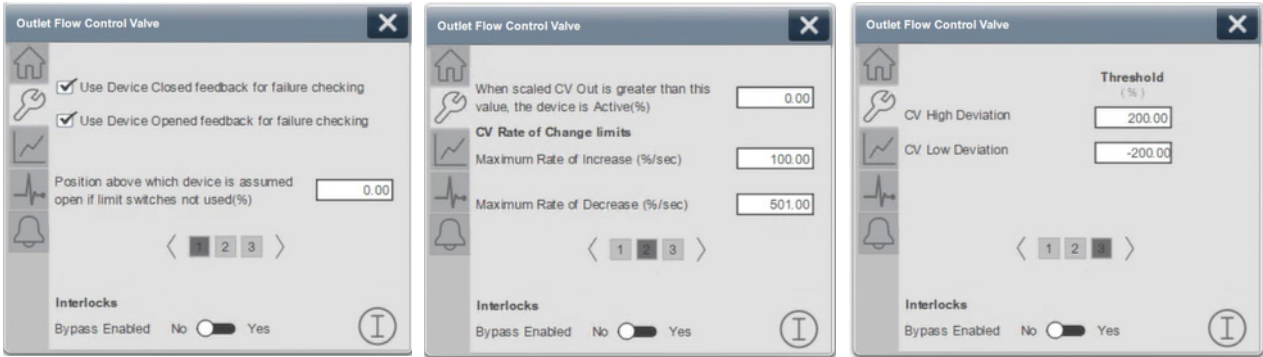 Outlet Flow Control Valve
Use Device Closed feedback for failure checking
Use Device Opened feedback for failure checking
Position above which device is assumed
open if limit switches not used(%)
0.00
1 2 3
Interlocks
Bypass Enabled No Yes
Outlet Flow Control Valve
When scaled CV Out is greater than this
value, the device is Active(%)
0.00
CV Rate of Change limits
Maximum Rate of Increase (%/sec) 100.00
Maximum Rate of Decrease (%/sec) 501.00
1 2 3
Interlocks
Bypass Enabled No Yes
Outlet Flow Control Valve
Threshold
(%)
CV High Deviation 200.00
CV Low Deviation -200.00
1 2 3
Interlocks
Bypass Enabled No Yes